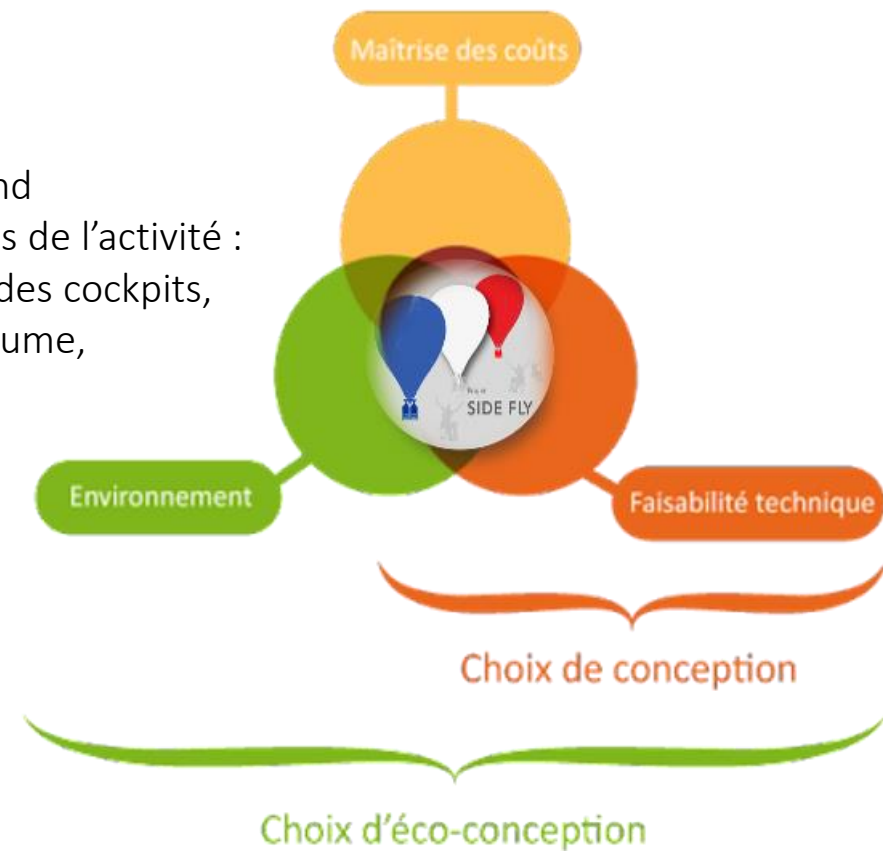 Maîtrise des coûts
nd
s de l’activité :
des cockpits,
ume,
SIDE FLY
Environnement
Faisabilité technique
Choix de conception
Choix d’éco-conception